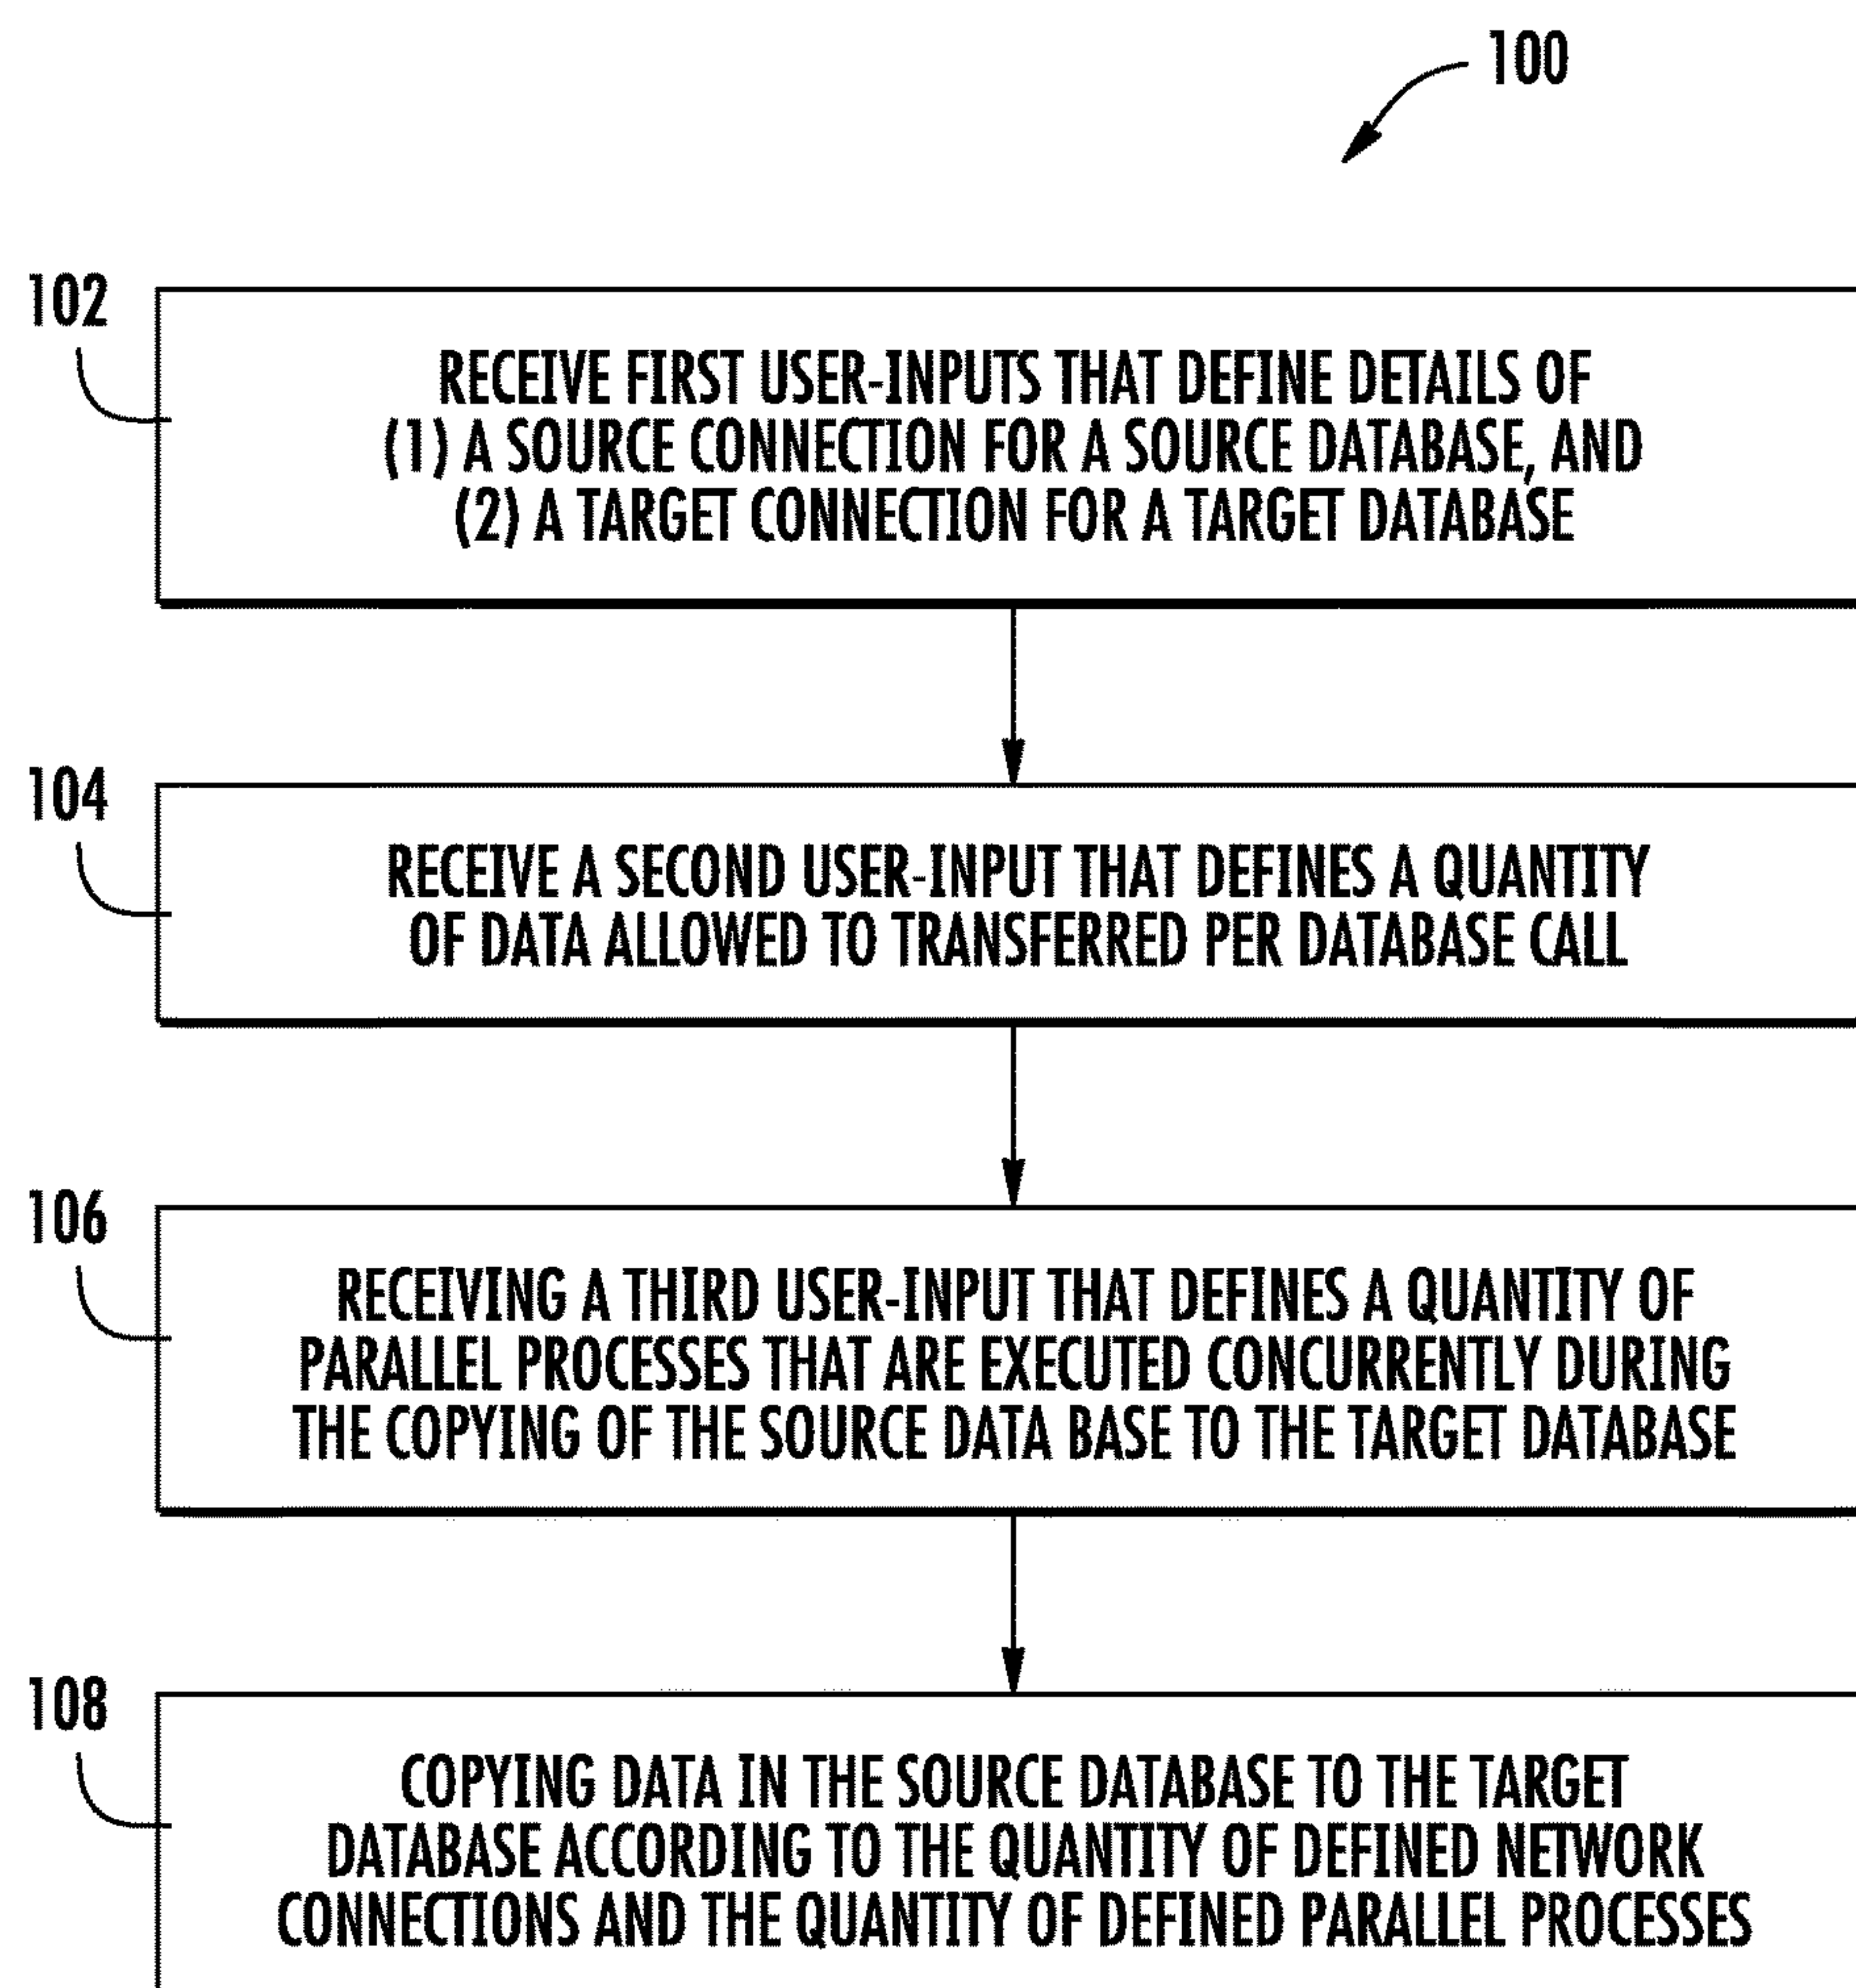 100
102
RECEIVE FIRST USER-INPUTS THAT DEFINE DETAILS OF
(1) A SOURCE CONNECTION FOR A SOURCE DATABASE, AND
(2) A TARGET CONNECTION FOR A TARGET DATABASE
104
RECEIVE A SECOND USER-INPUT THAT DEFINES A QUANTITY
OF DATA ALLOWED TO TRANSFERRED PER DATABASE CALL
106
RECEIVING A THIRD USER-INPUT THAT DEFINES A QUANTITY OF
PARALLEL PROCESSES THAT ARE EXECUTED CONCURRENTLY DURING
THE COPYING OF THE SOURCE DATA BASE TO THE TARGET DATABASE
108
COPYING DATA IN THE SOURCE DATABASE TO THE TARGET
DATABASE ACCORDING TO THE QUANTITY OF DEFINED NETWORK
CONNECTIONS AND THE QUANTITY OF DEFINED PARALLEL PROCESSES